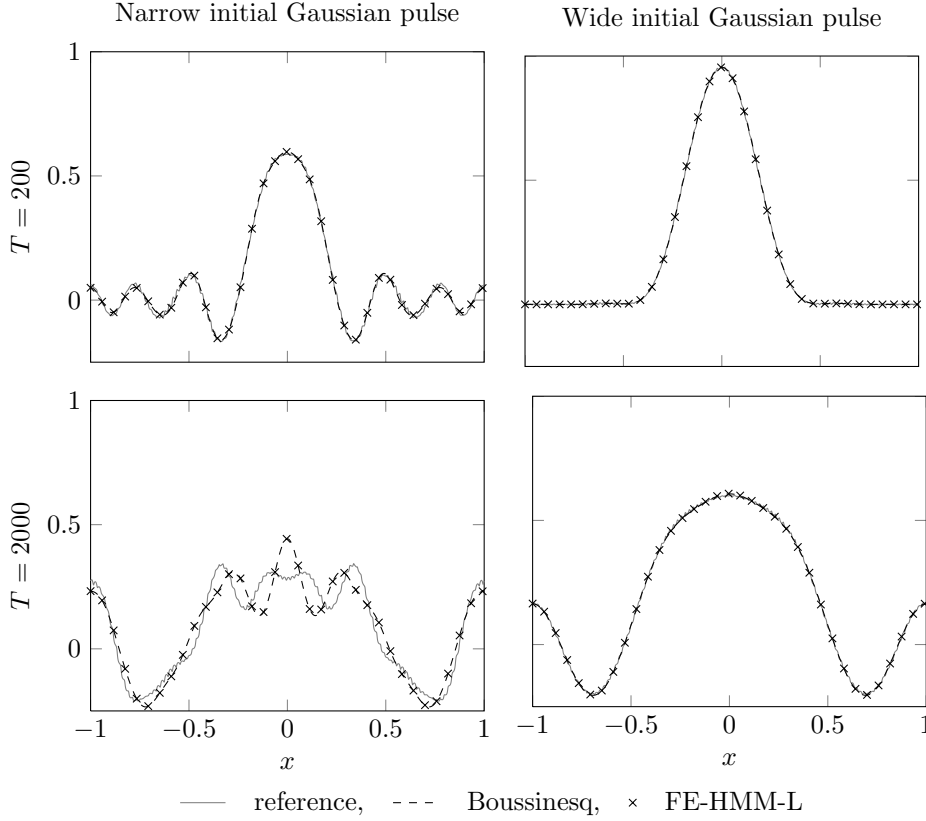 Narrow initial Gaussian pulse
Wide initial Gaussian pulse
1
0.5
0
T = 200
1
0.5
0
T = 2000
−1 −0.5 0 0.5 1
x
−1 −0.5 0 0.5 1
x
reference, Boussinesq, FE-HMM-L